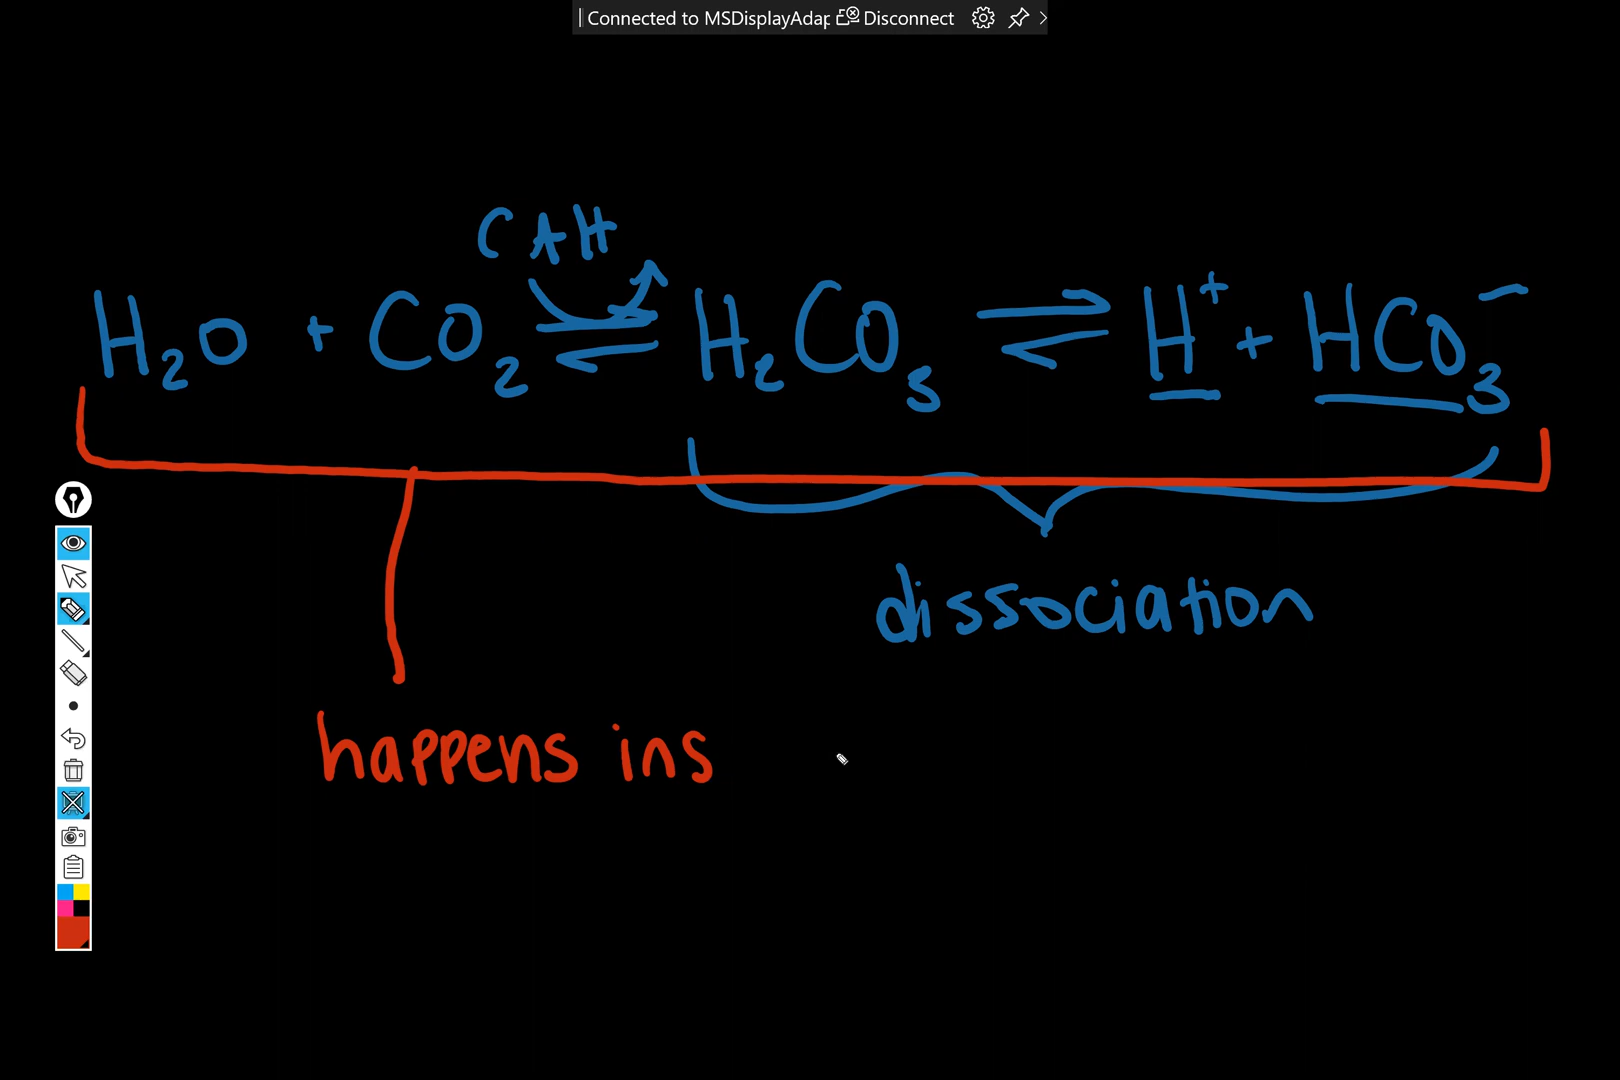 Connected to MSDisplayAdap Disconnect
CAH
H₂O + CO₂ ⇌ H₂CO₃ ⇌ H⁺ + HCO₃⁻
dissociation
happens ins